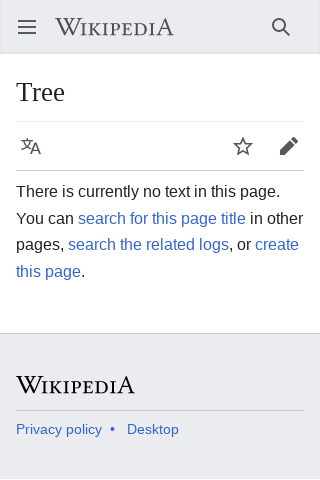 WIKIPEDIA
Tree
There is currently no text in this page.
You can search for this page title in other
pages, search the related logs, or create
this page.
WIKIPEDIA
Privacy policy • Desktop